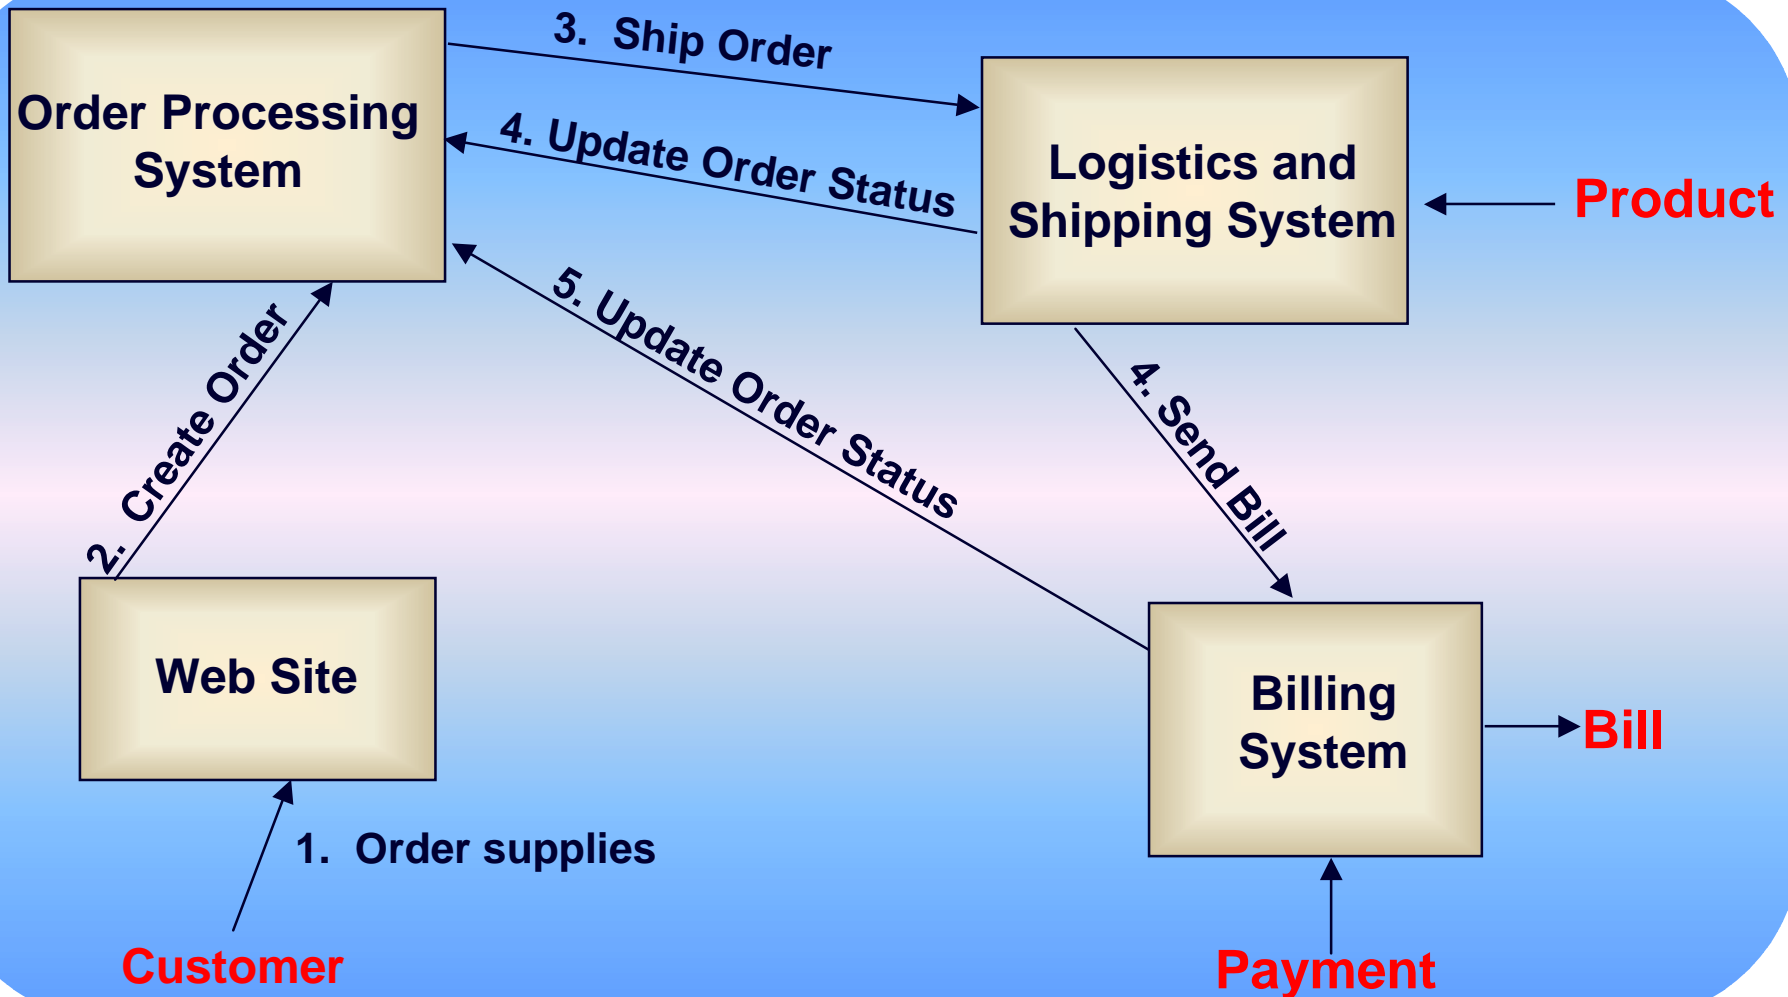 3.  Ship Order
Order Processing
System
4. Update Order Status
Logistics and
Shipping System
Product
5. Update Order Status
2.  Create Order
4. Send Bill
Web Site
Billing
System
Bill
1.  Order supplies
Customer
Payment